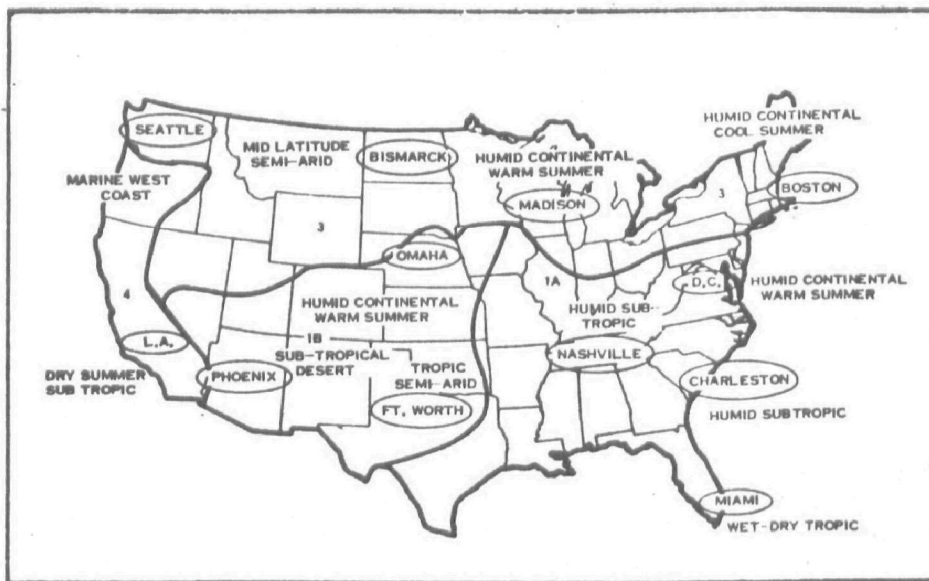 HUMID CONTINENTAL
COOL SUMMER
SEATTLE
MID LATITUDE
SEMI-ARID
BISMARCK
HUMID CONTINENTAL
WARM SUMMER
MARINE WEST
COAST
MADISON
3
BOSTON
3
OMAHA
4
1A
D.C.
HUMID CONTINENTAL
WARM SUMMER
HUMID CONTINENTAL
WARM SUMMER
HUMID SUB-
TROPIC
L.A.
1B
SUB-TROPICAL
DESERT
NASHVILLE
DRY SUMMER
SUB TROPIC
PHOENIX
TROPIC
SEMI-ARID
CHARLESTON
FT. WORTH
HUMID SUBTROPIC
MIAMI
WET-DRY TROPIC